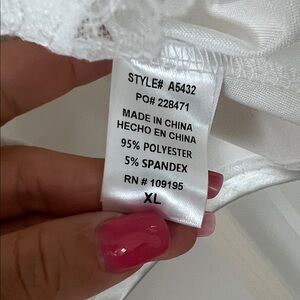 STYLE# A5432
PO# 228471
MADE IN CHINA
HECHO EN CHINA
95% POLYESTER
5% SPANDEX
RN # 109195
XL